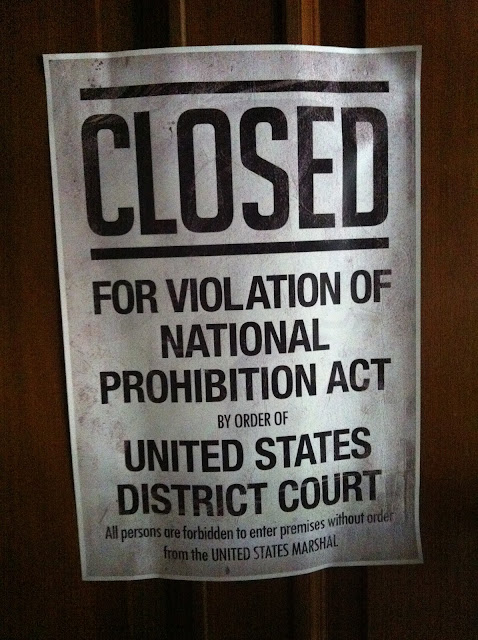 CLOSED
FOR VIOLATION OF
NATIONAL
PROHIBITION ACT
BY ORDER OF
UNITED STATES
DISTRICT COURT
All persons are forbidden to enter premises without order
from the UNITED STATES MARSHAL